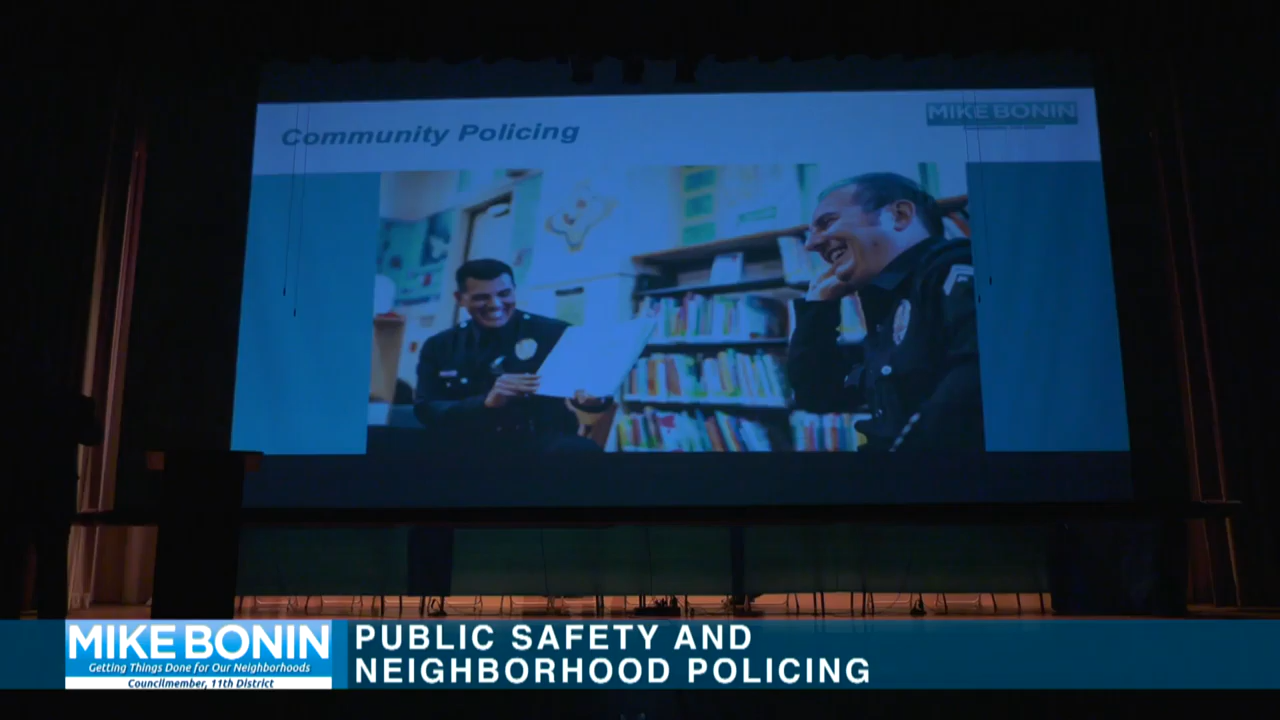 Community Policing
MIKE BONIN
MIKE BONIN
Getting Things Done for Our Neighborhoods
Councilmember, 11th District
PUBLIC SAFETY AND
NEIGHBORHOOD POLICING